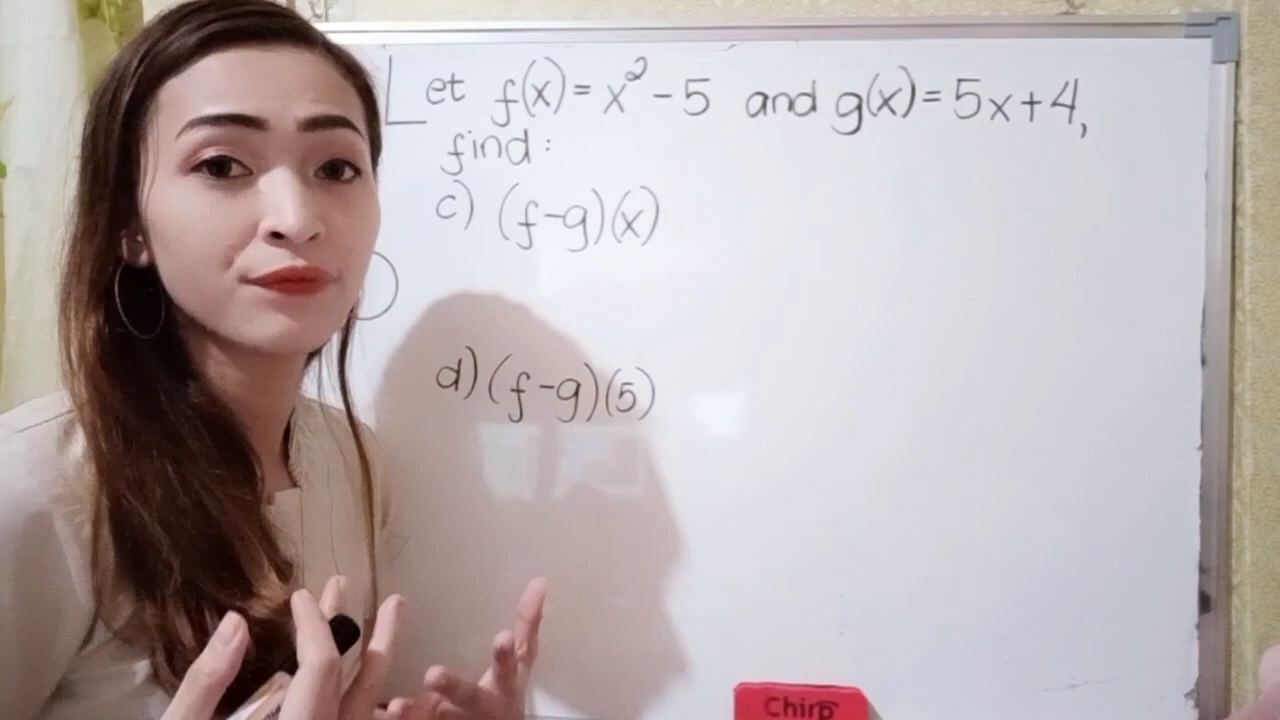 Let f(x) = x² - 5 and g(x) = 5x + 4,
find :
c) (f-g)(x)
d) (f-g)(5)
Chirp